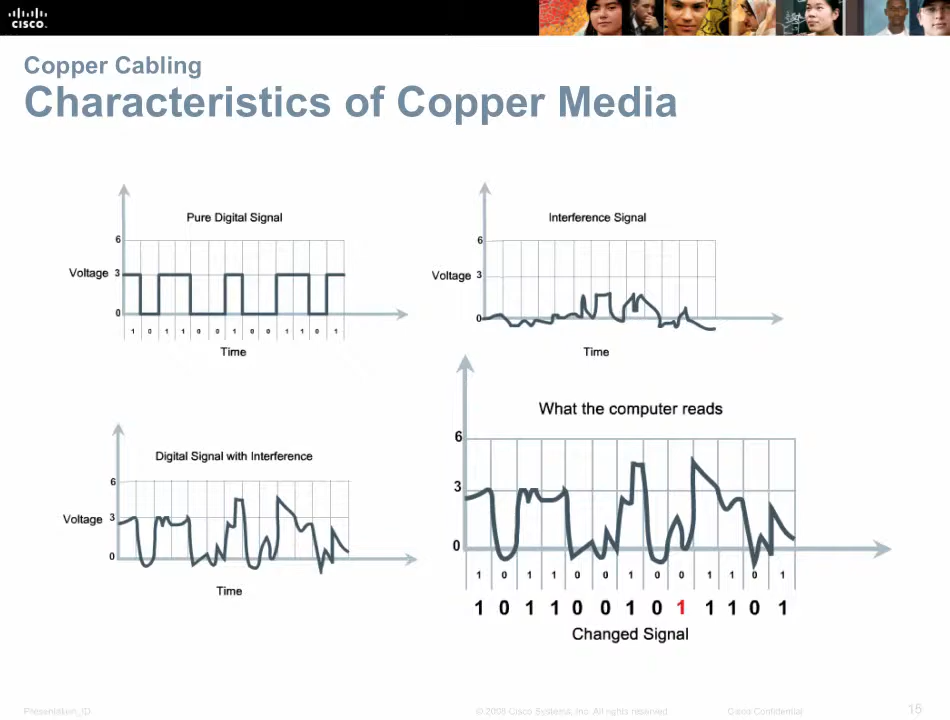 CISCO.
Copper Cabling
Characteristics of Copper Media
Pure Digital Signal
6
Voltage 3
0
1 0 1 1 0 0 1 0 0 1 1 0 1
Time
Interference Signal
6
Voltage 3
0
Time
Digital Signal with Interference
6
Voltage 3
0
Time
What the computer reads
6
3
0
1 0 1 1 0 0 1 0 0 1 1 0 1
1 0 1 1 0 0 1 0 1 1 1 0 1
Changed Signal
Presentation_ID
© 2008 Cisco Systems, Inc. All rights reserved.
Cisco Confidential
15